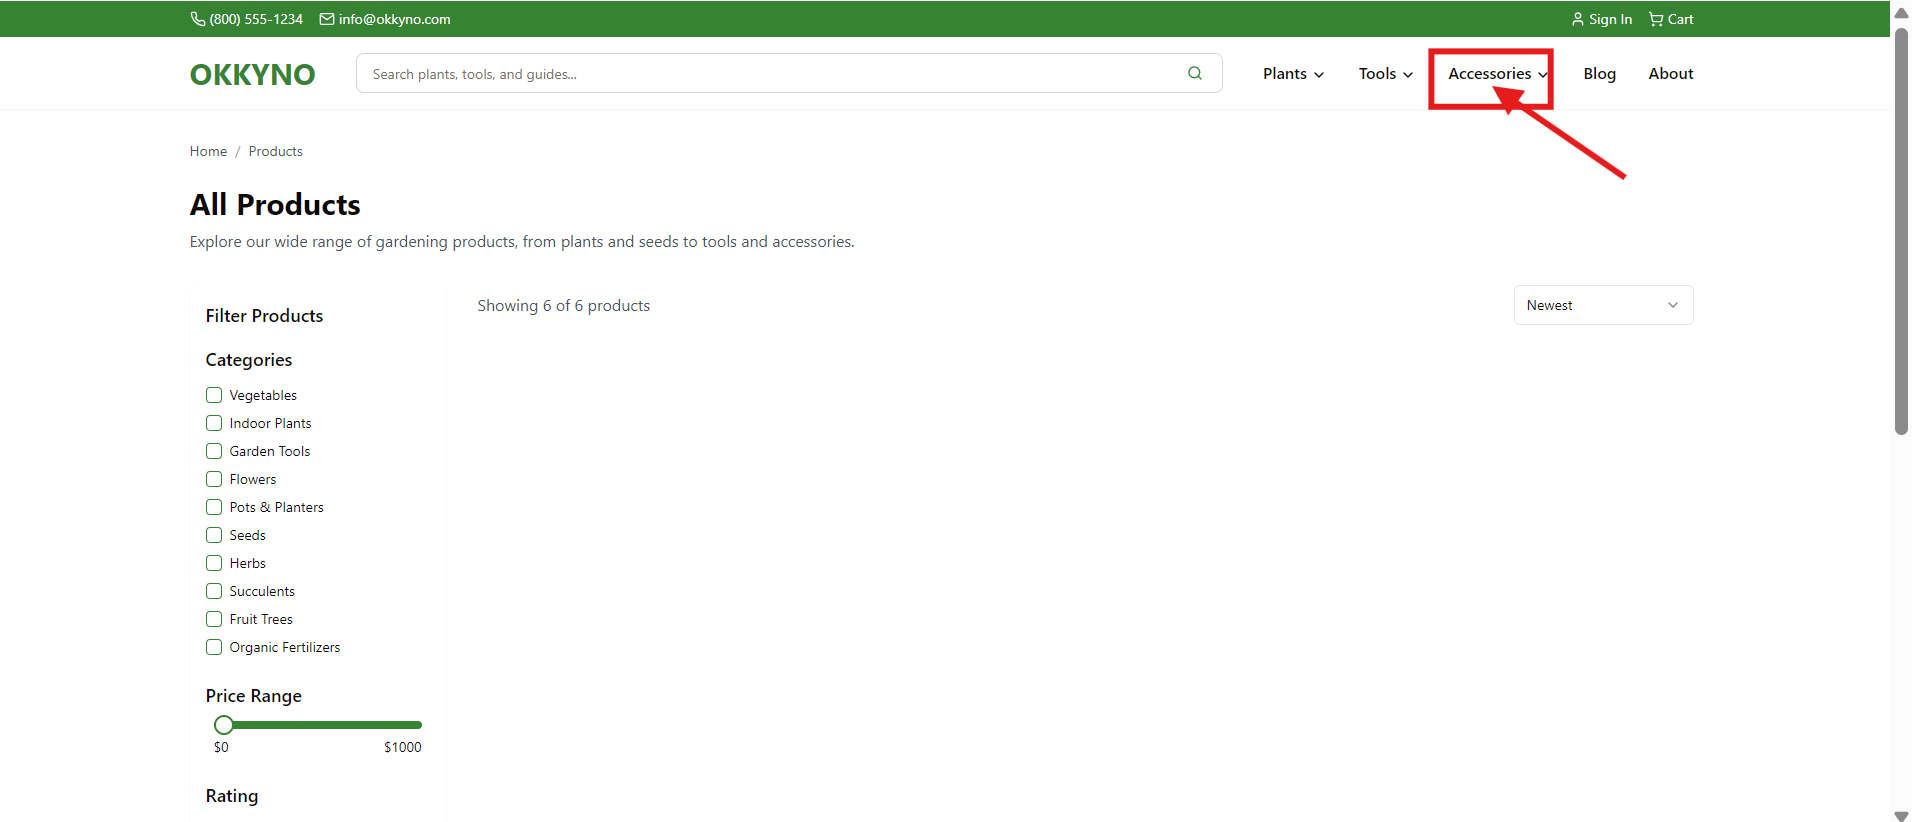 (800) 555-1234 info@okkyno.com Sign In Cart
OKKYNO Search plants, tools, and guides... Plants Tools Accessories Blog About
Home / Products
All Products
Explore our wide range of gardening products, from plants and seeds to tools and accessories.
Filter Products
Categories
Vegetables
Indoor Plants
Garden Tools
Flowers
Pots & Planters
Seeds
Herbs
Succulents
Fruit Trees
Organic Fertilizers
Price Range
$0 $1000
Rating
Showing 6 of 6 products
Newest